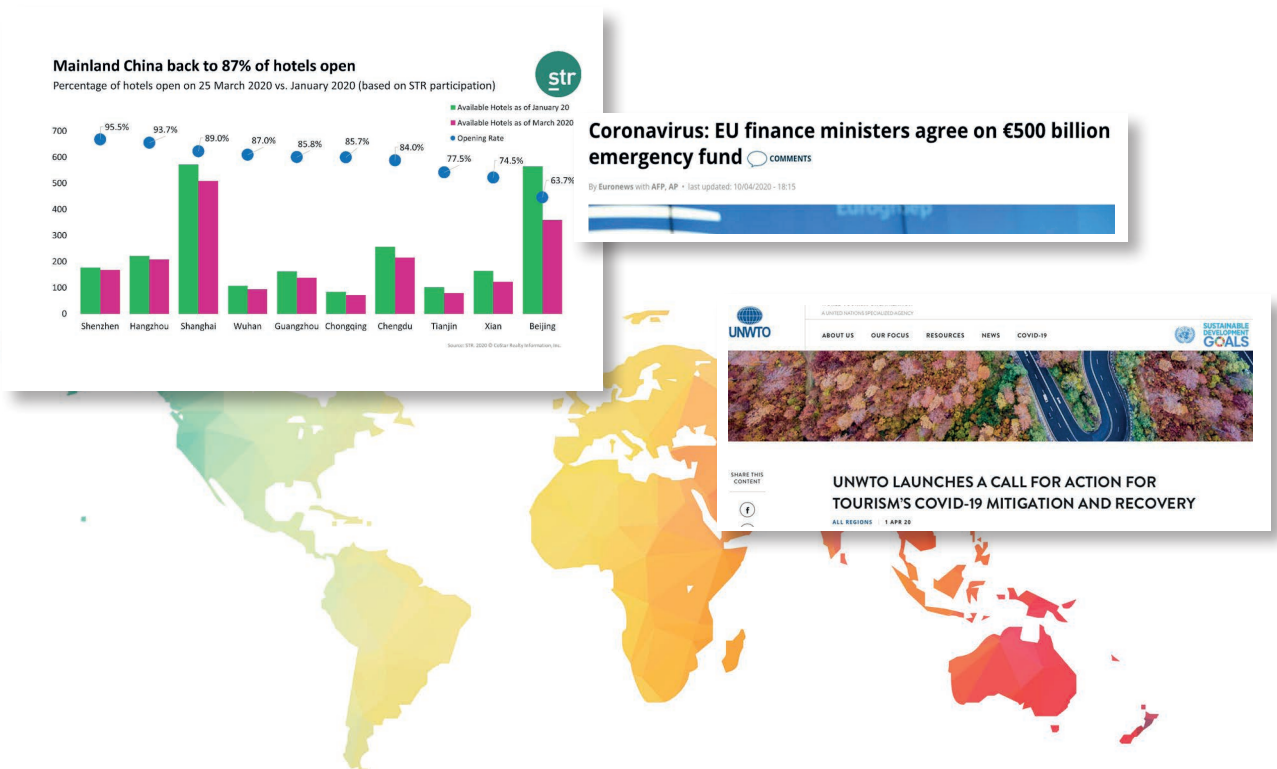 Mainland China back to 87% of hotels open
Percentage of hotels open on 25 March 2020 vs. January 2020 (based on STR participation)
str
Available Hotels as of January 20
Available Hotels as of March 2020
Opening Rate
700
600
500
400
300
200
100
0
95.5%
93.7%
89.0%
87.0%
85.8%
85.7%
84.0%
77.5%
74.5%
63.7%
Shenzhen Hangzhou Shanghai Wuhan Guangzhou Chongqing Chengdu Tianjin Xian Beijing
Source: STR. 2020 © CoStar Realty Information, Inc.
Coronavirus: EU finance ministers agree on €500 billion
emergency fund COMMENTS
By Euronews with AFP, AP • last updated: 10/04/2020 - 18:15
UNWTO
A UNITED NATIONS SPECIALIZED AGENCY
ABOUT US OUR FOCUS RESOURCES NEWS COVID-19
SUSTAINABLE
DEVELOPMENT
GOALS
SHARE THIS
CONTENT
f
UNWTO LAUNCHES A CALL FOR ACTION FOR
TOURISM'S COVID-19 MITIGATION AND RECOVERY
ALL REGIONS | 1 APR 20